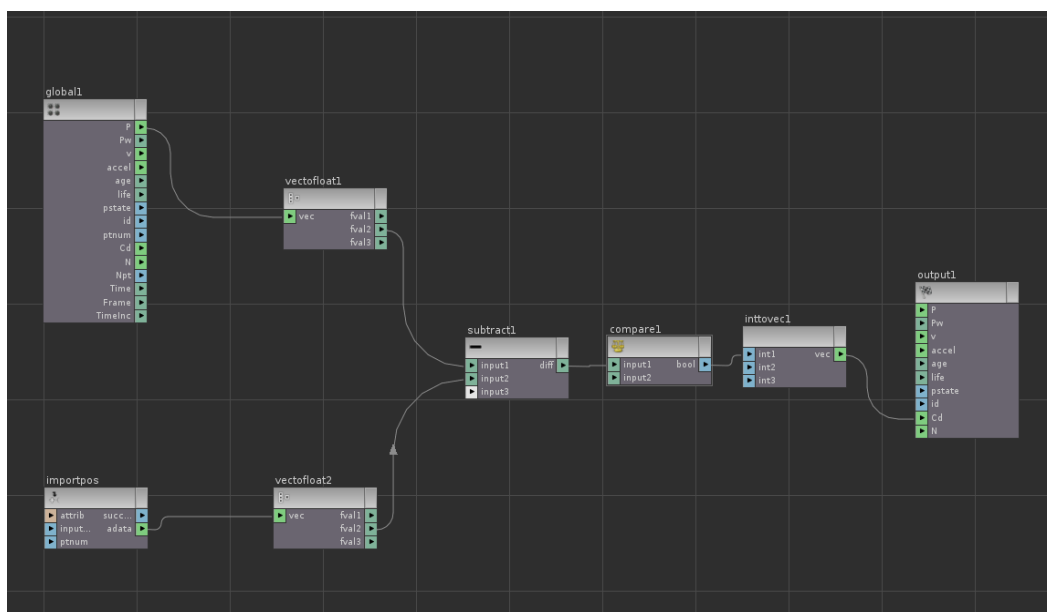 global1
P
Pw
v
accel
age
life
pstate
id
ptnum
Cd
N
Npt
Time
Frame
TimeInc
vectofloat1
vec fval1
fval2
fval3
subtract1
input1 diff
input2
input3
compare1
input1 bool
input2
inttovec1
int1 vec
int2
int3
output1
P
Pw
v
accel
age
life
pstate
id
Cd
N
importpos
attrib succ...
input... adata
ptnum
vectofloat2
vec fval1
fval2
fval3